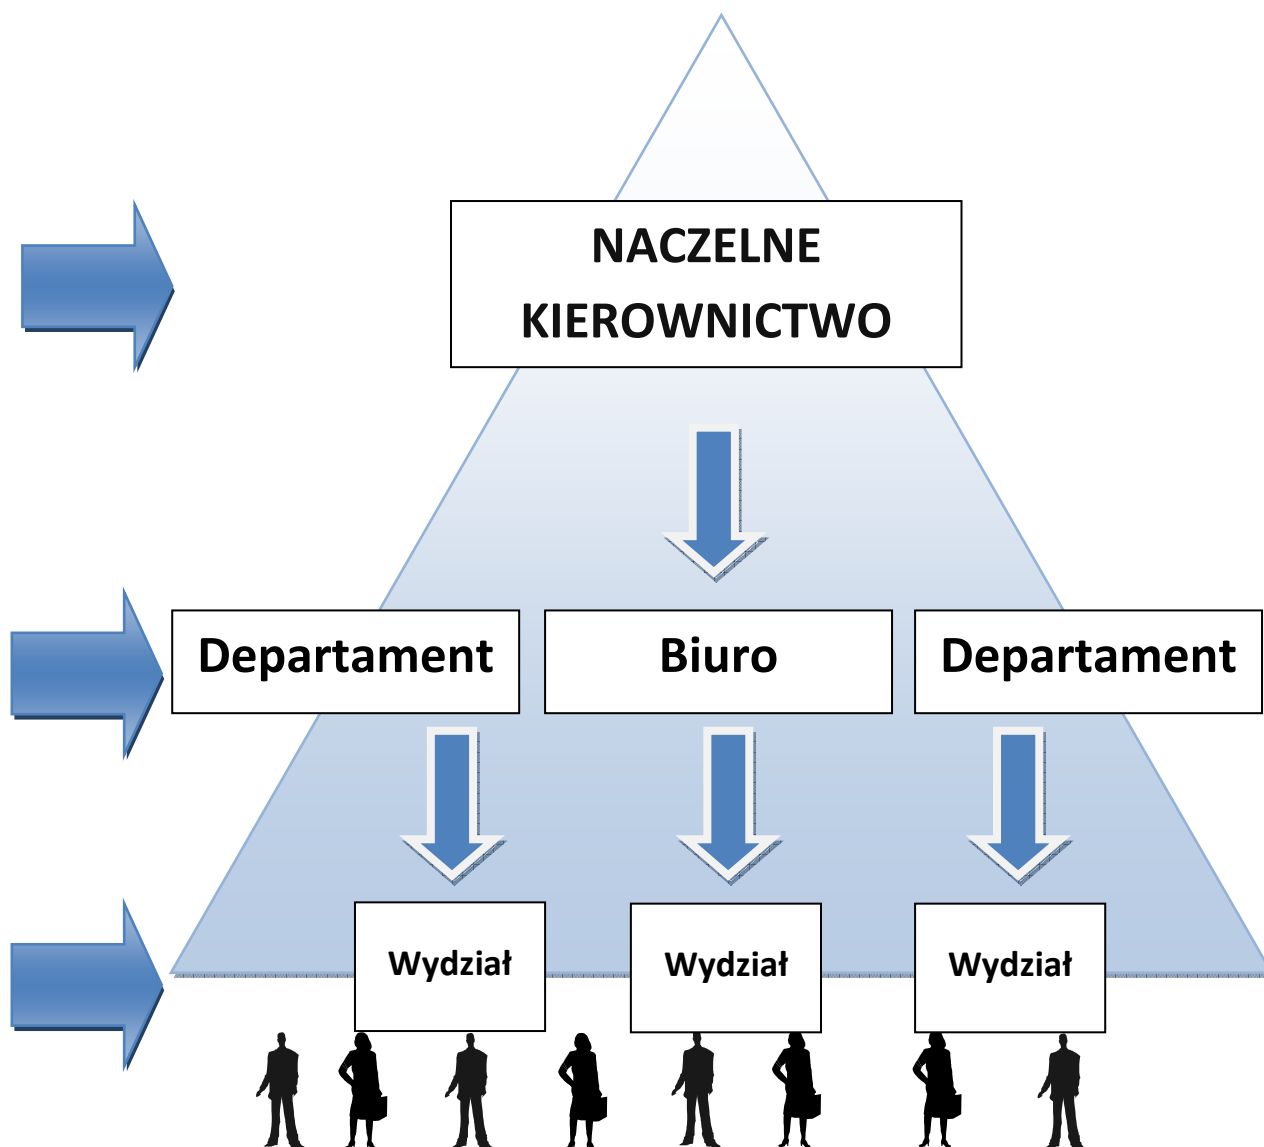 NACZELNE
KIEROWNICTWO
Departament
Biuro
Departament
Wydział
Wydział
Wydział